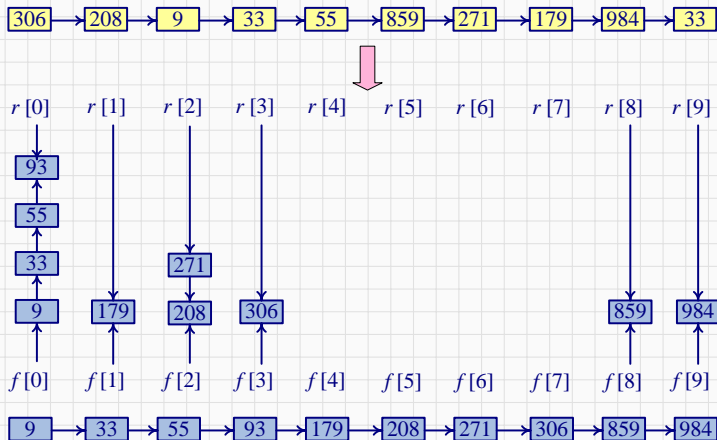 306 208 9 33 55 859 271 179 984 33
r [0] r [1] r [2] r [3] r [4] r [5] r [6] r [7] r [8] r [9]
93
55
33 271
9 179 208 306 859 984
f [0] f [1] f [2] f [3] f [4] f [5] f [6] f [7] f [8] f [9]
9 33 55 93 179 208 271 306 859 984